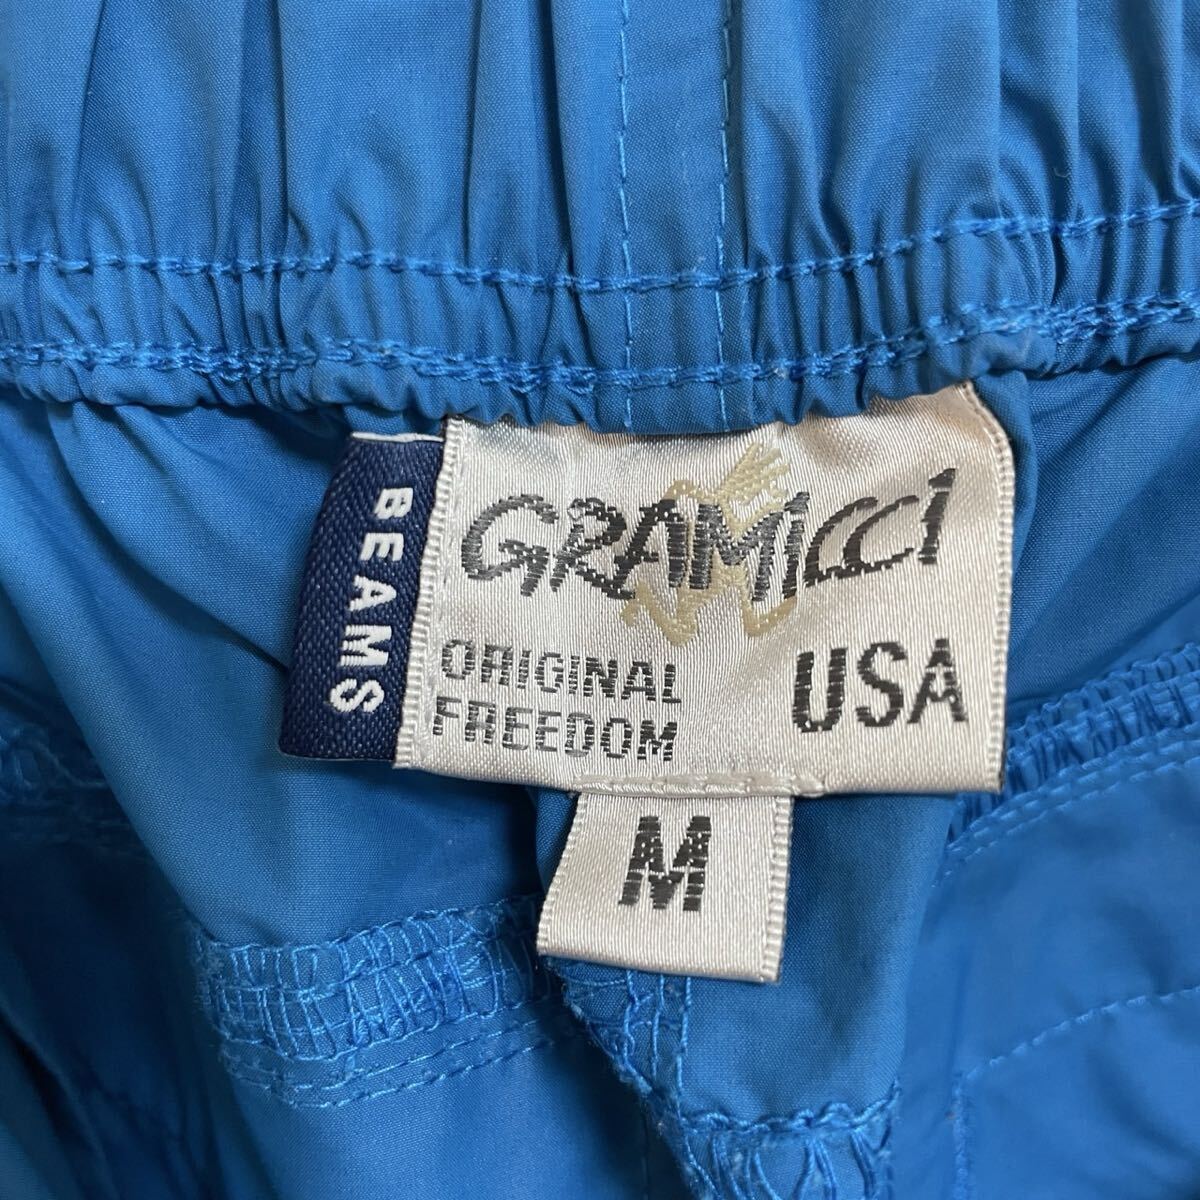 BEAMS
GRAMICCI
ORIGINAL
FREEDOM
USA
M